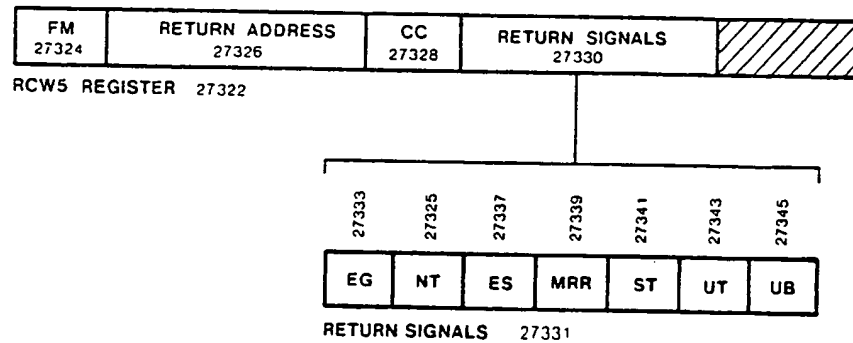 FM RETURN ADDRESS CC RETURN SIGNALS
27324 27326 27328 27330
RCWS REGISTER 27322
27333 27325 27337 27339 27341 27343 27345
EG NT ES MRR ST UT UB
RETURN SIGNALS 27331